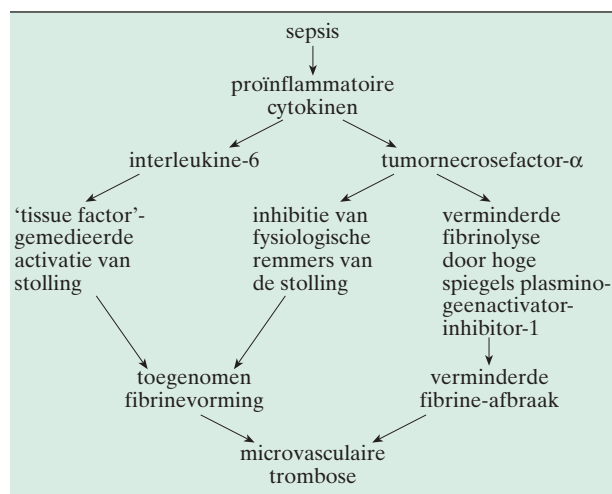 sepsis
proïnflammatoire
cytokinen
interleukine-6
tumornecrosefactor-α
‘tissue factor’-
gemedieerde
activatie van
stolling
inhibitie van
fysiologische
remmers van
de stolling
verminderde
fibrinolyse
door hoge
spiegels plasmino-
geenactivator-
inhibitor-1
toegenomen
fibrinevorming
verminderde
fibrine-afbraak
microvasculaire
trombose